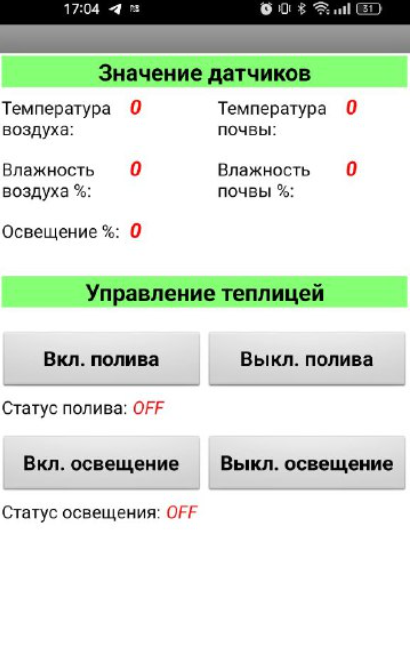 17:04
31
Значение датчиков
Температура 0 Температура 0
воздуха: почвы:
Влажность 0 Влажность 0
воздуха %: почвы %:
Освещение %: 0
Управление теплицей
Вкл. полива Выкл. полива
Статус полива: OFF
Вкл. освещение Выкл. освещение
Статус освещения: OFF